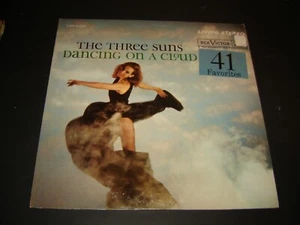 THE THREE SUNS
DANCING ON A CLOUD
RCA VICTOR
41
Favorites